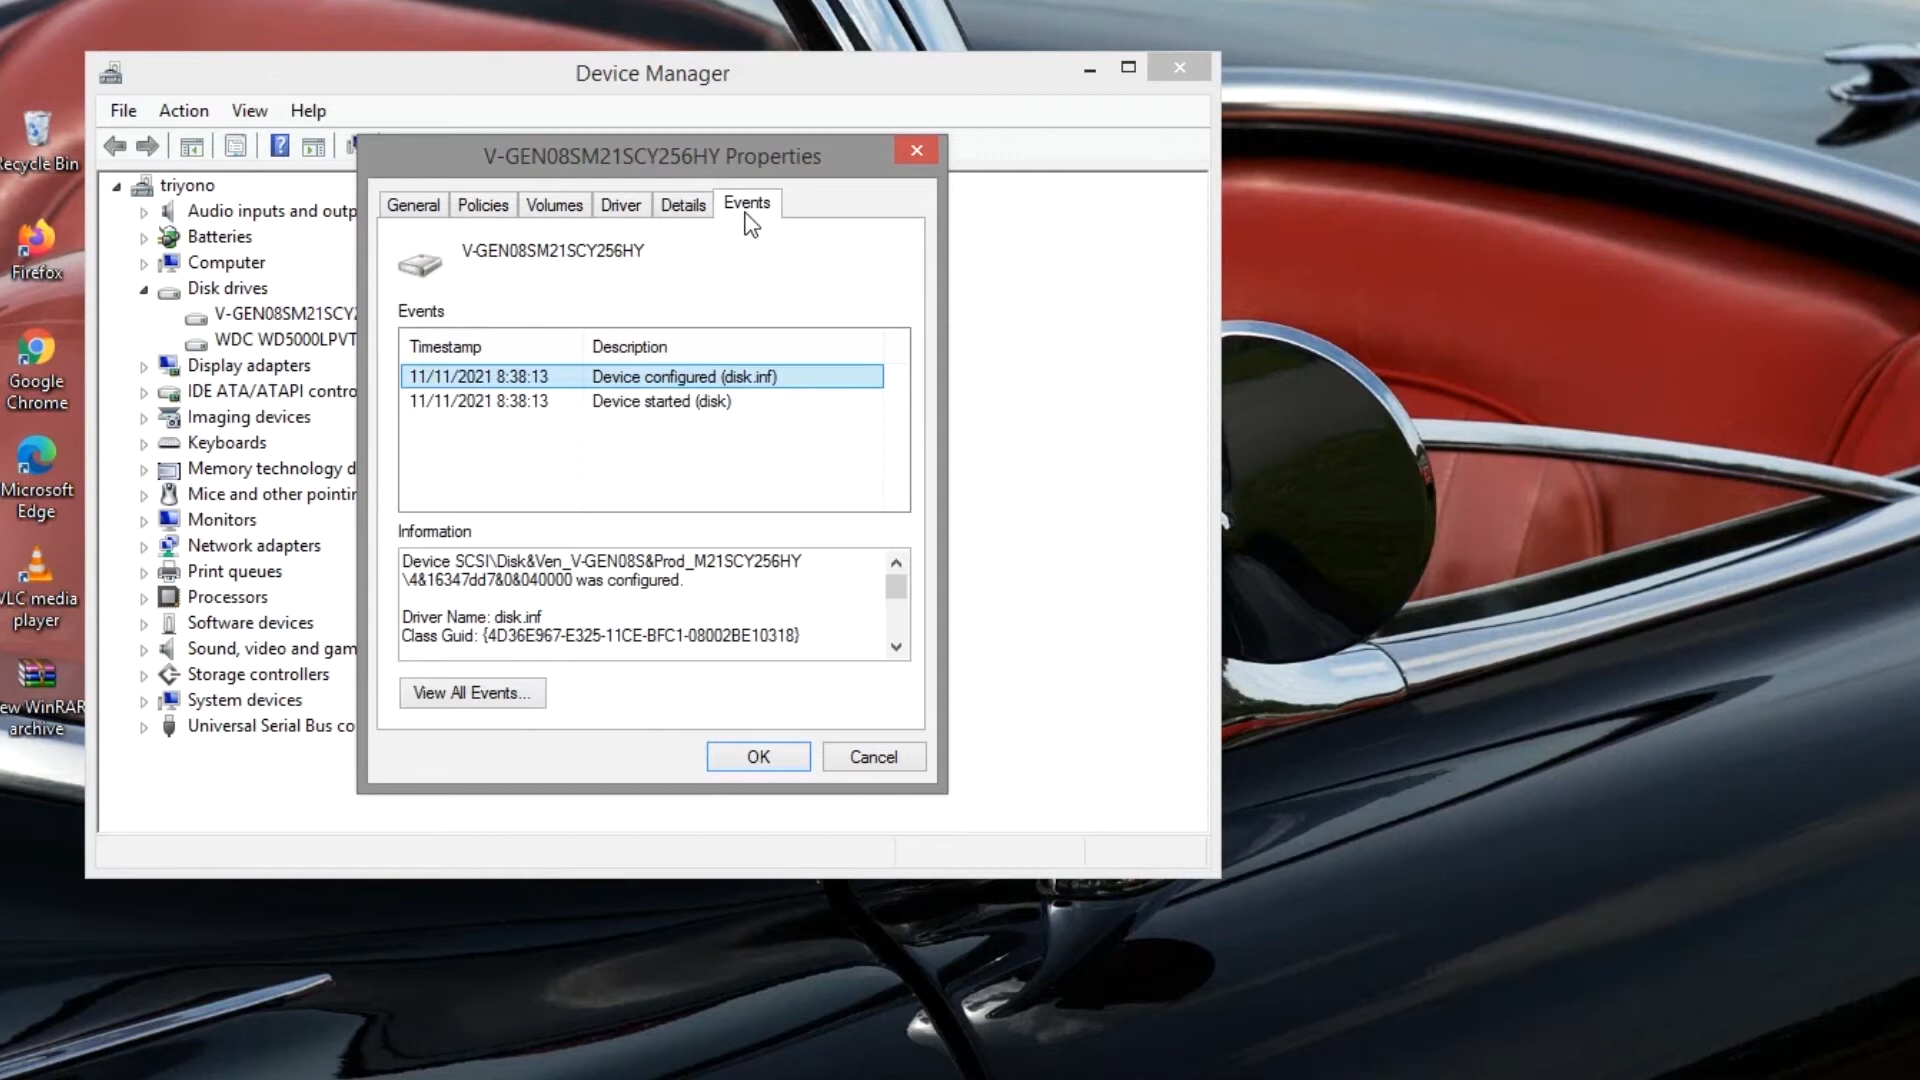 Device Manager
File Action View Help
Recycle Bin
Firefox
Google
Chrome
Microsoft
Edge
VLC media
player
New WinRAR
archive
triyono
Audio inputs and outp
Batteries
Computer
Disk drives
V-GEN08SM21SCY2
WDC WD5000LPVT
Display adapters
IDE ATA/ATAPI contro
Imaging devices
Keyboards
Memory technology d
Mice and other pointin
Monitors
Network adapters
Print queues
Processors
Software devices
Sound, video and gam
Storage controllers
System devices
Universal Serial Bus co
V-GEN08SM21SCY256HY Properties
General Policies Volumes Driver Details Events
V-GEN08SM21SCY256HY
Events
Timestamp Description
11/11/2021 8:38:13 Device configured (disk.inf)
11/11/2021 8:38:13 Device started (disk)
Information
Device SCSI\Disk&Ven_V-GEN08S&Prod_M21SCY256HY
\4&16347dd7&0&040000 was configured.
Driver Name: disk.inf
Class Guid: {4D36E967-E325-11CE-BFC1-08002BE10318}
View All Events...
OK Cancel